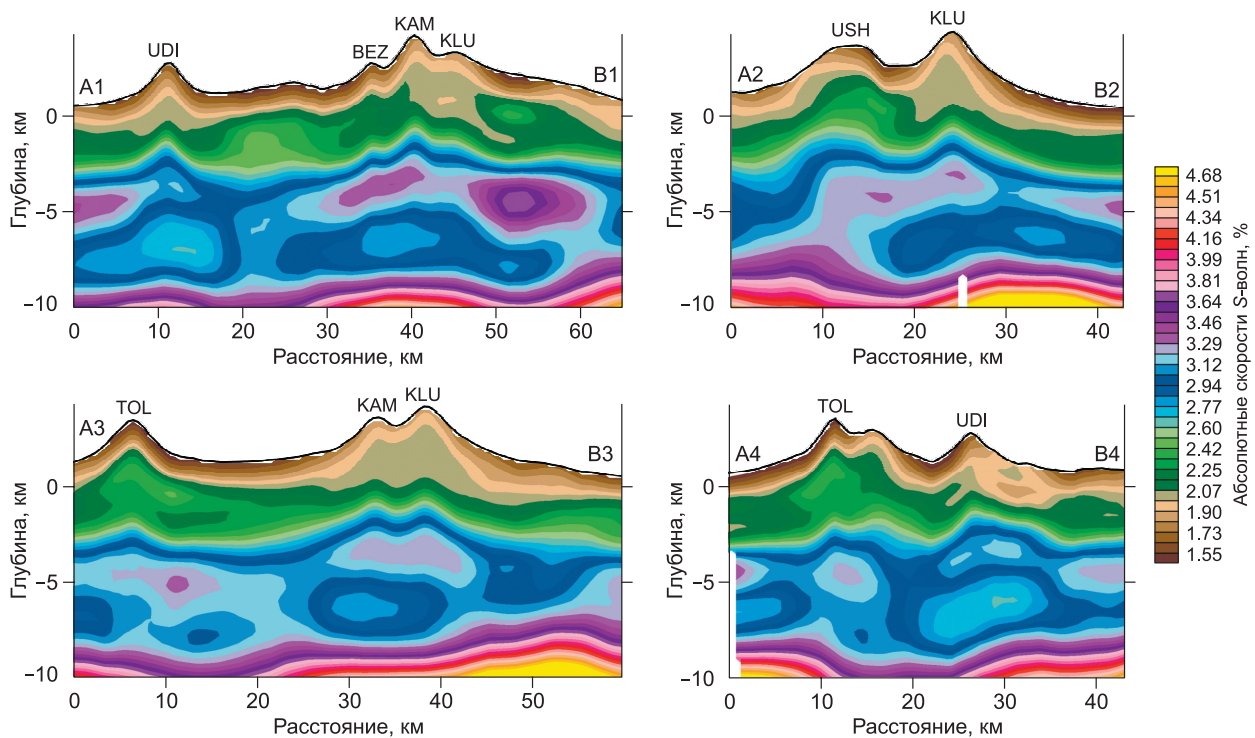 KAM
KLU
BEZ
UDI
A1
B1
Глубина, км
0
−5
−10
0 10 20 30 40 50 60
Расстояние, км
KLU
USH
A2
B2
Глубина, км
0
−5
−10
0 10 20 30 40
Расстояние, км
TOL
KAM
KLU
A3
B3
Глубина, км
0
−5
−10
0 10 20 30 40 50
Расстояние, км
TOL
UDI
A4
B4
Глубина, км
0
−5
−10
0 10 20 30 40
Расстояние, км
4.68
4.51
4.34
4.16
3.99
3.81
3.64
3.46
3.29
3.12
2.94
2.77
2.60
2.42
2.25
2.07
1.90
1.73
1.55
Абсолютные скорости S-волн, %